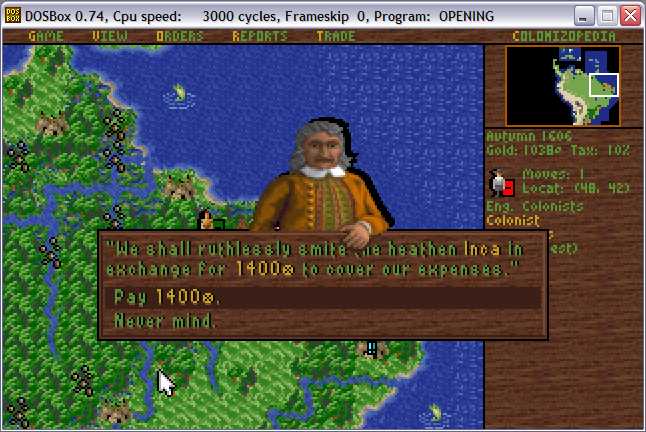 DOS
BOX
DOSBox 0.74, Cpu speed: 3000 cycles, Frameskip 0, Program: OPENING
GAME VIEW ORDERS REPORTS TRADE COLONIZOPEDIA
Autumn 1606
Gold: 1038⊗ Tax: 10%
Moves: 1
Locat: (48, 42)
Eng. Colonists
Colonist
"We shall ruthlessly smite the heathen Inca in
exchange for 1400⊗ to cover our expenses."
Pay 1400⊗.
Never mind.